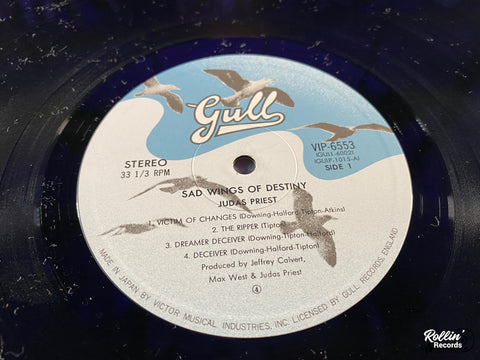 Gull
STEREO
33 1/3 RPM
VIP-6553
(GULL-60021)
(GULP-1015-A)
SIDE 1
SAD WINGS OF DESTINY
JUDAS PRIEST
1. VICTIM OF CHANGES (Downing-Halford-Tipton-Atkins)
2. THE RIPPER (Tipton)
3. DREAMER DECEIVER (Downing-Tipton-Halford)
4. DECEIVER (Downing-Halford-Tipton)
Produced by Jeffrey Calvert,
Max West & Judas Priest
4
MADE IN JAPAN BY VICTOR MUSICAL INDUSTRIES, INC. LICENSED BY GULL RECORDS, ENGLAND
Rollin'
Records